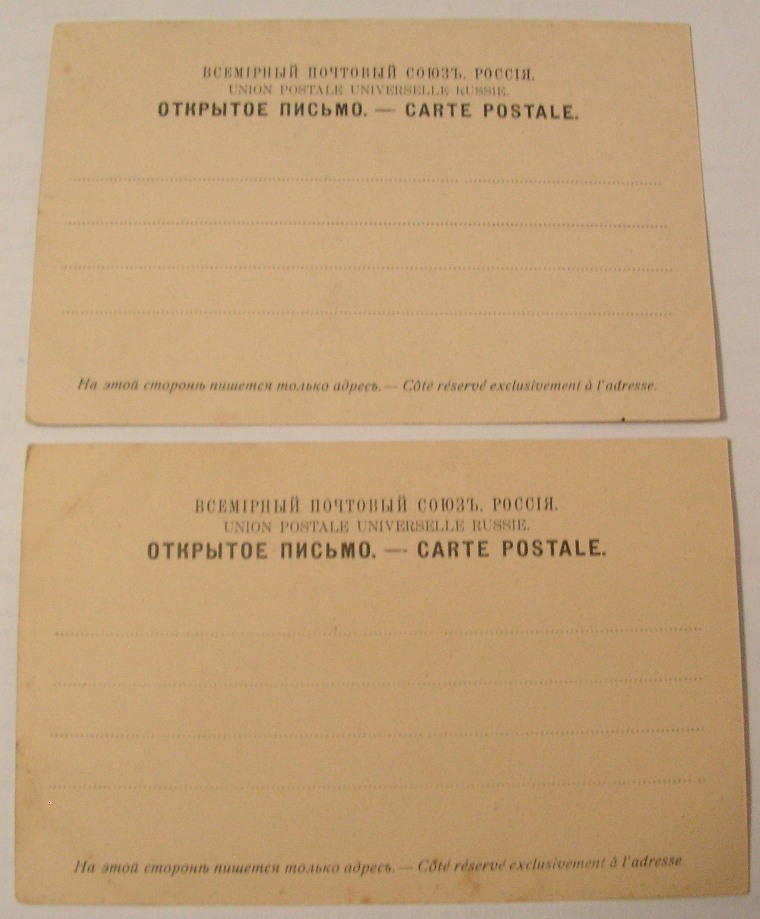 ВСЕМІРНЫЙ ПОЧТОВЫЙ СОЮЗЪ. РОССІЯ.
UNION POSTALE UNIVERSELLE RUSSIE.
ОТКРЫТОЕ ПИСЬМО. — CARTE POSTALE.
На этой сторонѣ пишется только адресъ. — Côté réservé exclusivement à l'adresse.
ВСЕМІРНЫЙ ПОЧТОВЫЙ СОЮЗЪ. РОССІЯ.
UNION POSTALE UNIVERSELLE RUSSIE.
ОТКРЫТОЕ ПИСЬМО. — CARTE POSTALE.
На этой сторонѣ пишется только адресъ. — Côté réservé exclusivement à l'adresse